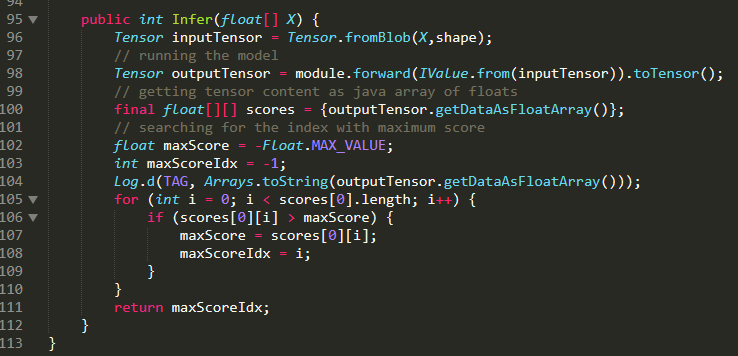 94
95 public int Infer(float[] X) {
96 Tensor inputTensor = Tensor.fromBlob(X,shape);
97 // running the model
98 Tensor outputTensor = module.forward(IValue.from(inputTensor)).toTensor();
99 // getting tensor content as java array of floats
100 final float[][] scores = {outputTensor.getDataAsFloatArray()};
101 // searching for the index with maximum score
102 float maxScore = -Float.MAX_VALUE;
103 int maxScoreIdx = -1;
104 Log.d(TAG, Arrays.toString(outputTensor.getDataAsFloatArray()));
105 for (int i = 0; i < scores[0].length; i++) {
106 if (scores[0][i] > maxScore) {
107 maxScore = scores[0][i];
108 maxScoreIdx = i;
109 }
110 }
111 return maxScoreIdx;
112 }
113 }